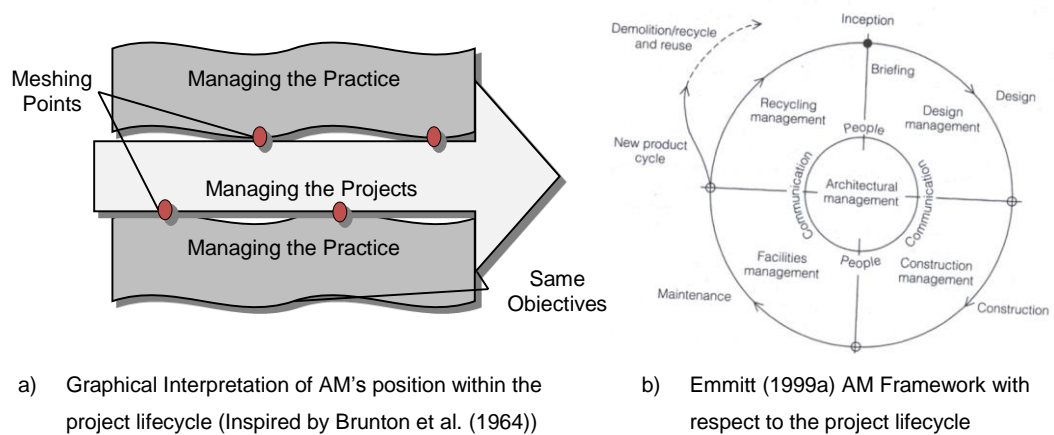 Meshing
Points
Managing the Practice
Managing the Projects
Managing the Practice
Same
Objectives
Inception
Demolition/recycle
and reuse
Briefing
Design
Recycling
management
Design
management
New product
cycle
People
Communication
Architectural
management
Communication
People
Facilities
management
Construction
management
Maintenance
Construction
a) Graphical Interpretation of AM's position within the
project lifecycle (Inspired by Brunton et al. (1964))
b) Emmitt (1999a) AM Framework with
respect to the project lifecycle